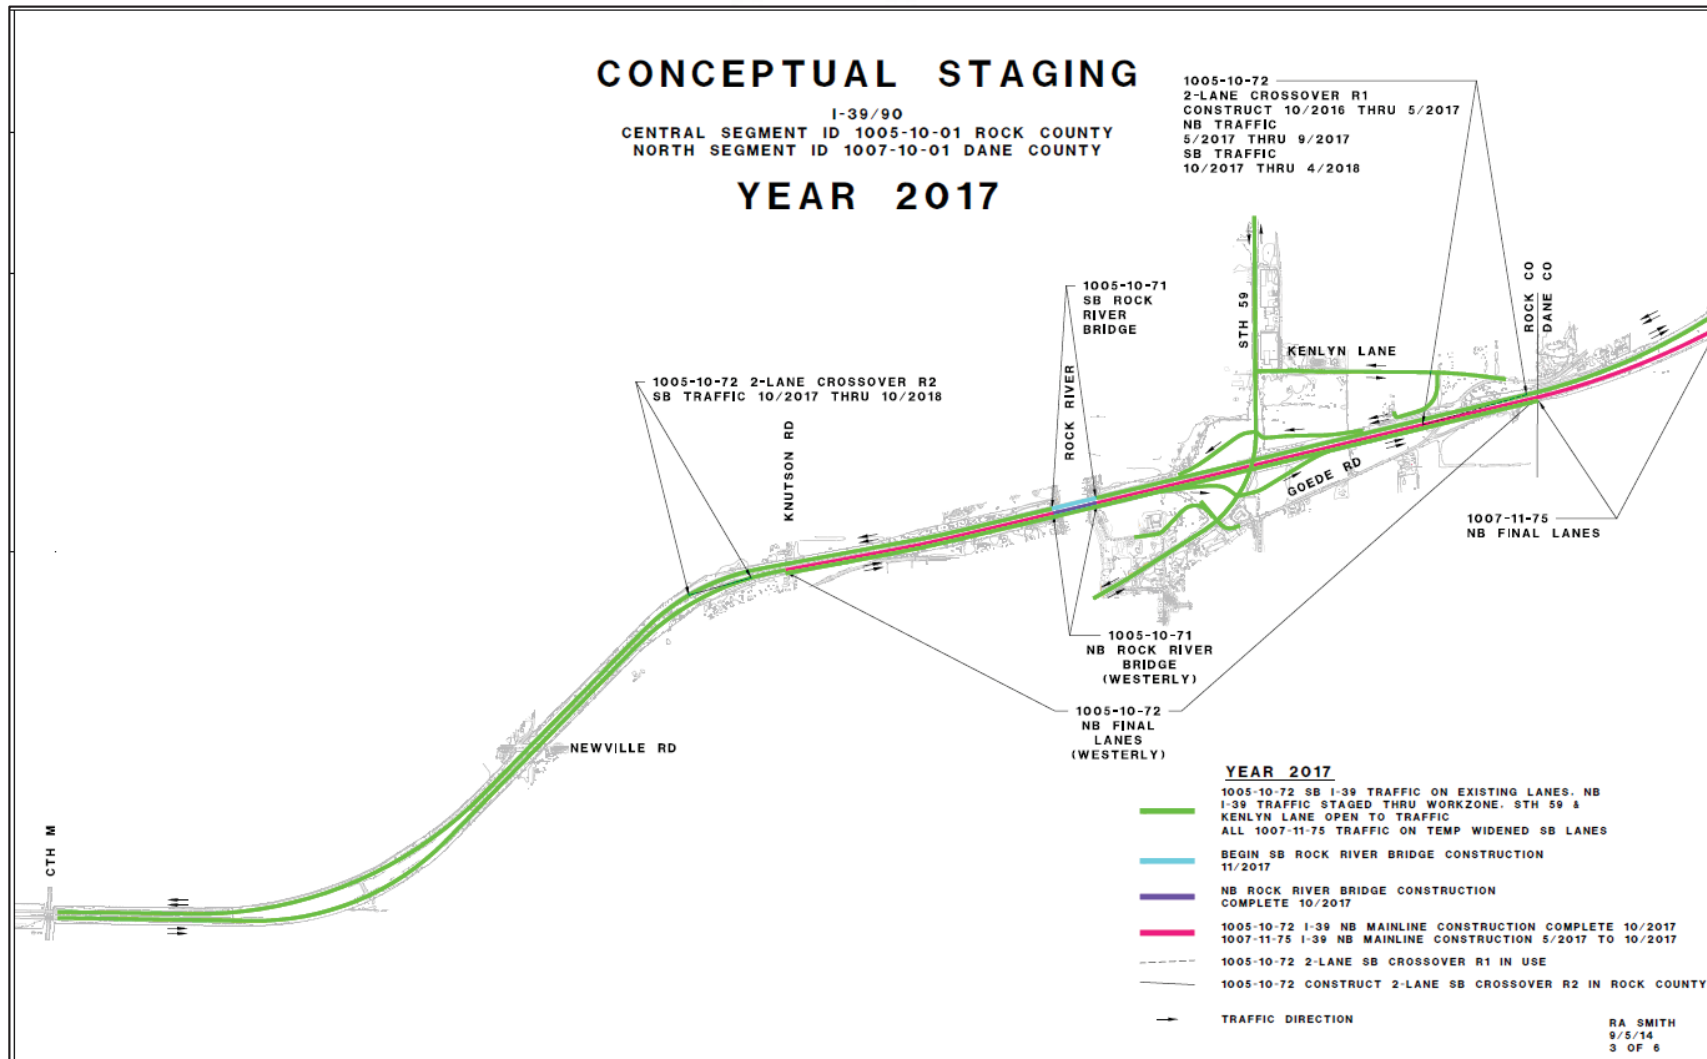 CONCEPTUAL STAGING
I-39/90
CENTRAL SEGMENT ID 1005-10-01 ROCK COUNTY
NORTH SEGMENT ID 1007-10-01 DANE COUNTY
YEAR 2017
1005-10-72
2-LANE CROSSOVER R1
CONSTRUCT 10/2016 THRU 5/2017
NB TRAFFIC
5/2017 THRU 9/2017
SB TRAFFIC
10/2017 THRU 4/2018
1005-10-71
SB ROCK
RIVER
BRIDGE
STH 59
ROCK CO
DANE CO
KENLYN LANE
1005-10-72 2-LANE CROSSOVER R2
SB TRAFFIC 10/2017 THRU 10/2018
ROCK RIVER
KNUTSON RD
GOEDE RD
1007-11-75
NB FINAL LANES
1005-10-71
NB ROCK RIVER
BRIDGE
(WESTERLY)
1005-10-72
NB FINAL
LANES
(WESTERLY)
NEWVILLE RD
CTH M
YEAR 2017
1005-10-72 SB I-39 TRAFFIC ON EXISTING LANES. NB
I-39 TRAFFIC STAGED THRU WORKZONE. STH 59 &
KENLYN LANE OPEN TO TRAFFIC
ALL 1007-11-75 TRAFFIC ON TEMP WIDENED SB LANES
BEGIN SB ROCK RIVER BRIDGE CONSTRUCTION
11/2017
NB ROCK RIVER BRIDGE CONSTRUCTION
COMPLETE 10/2017
1005-10-72 I-39 NB MAINLINE CONSTRUCTION COMPLETE 10/2017
1007-11-75 I-39 NB MAINLINE CONSTRUCTION 5/2017 TO 10/2017
1005-10-72 2-LANE SB CROSSOVER R1 IN USE
1005-10-72 CONSTRUCT 2-LANE SB CROSSOVER R2 IN ROCK COUNTY
TRAFFIC DIRECTION
RA SMITH
9/5/14
3 OF 6